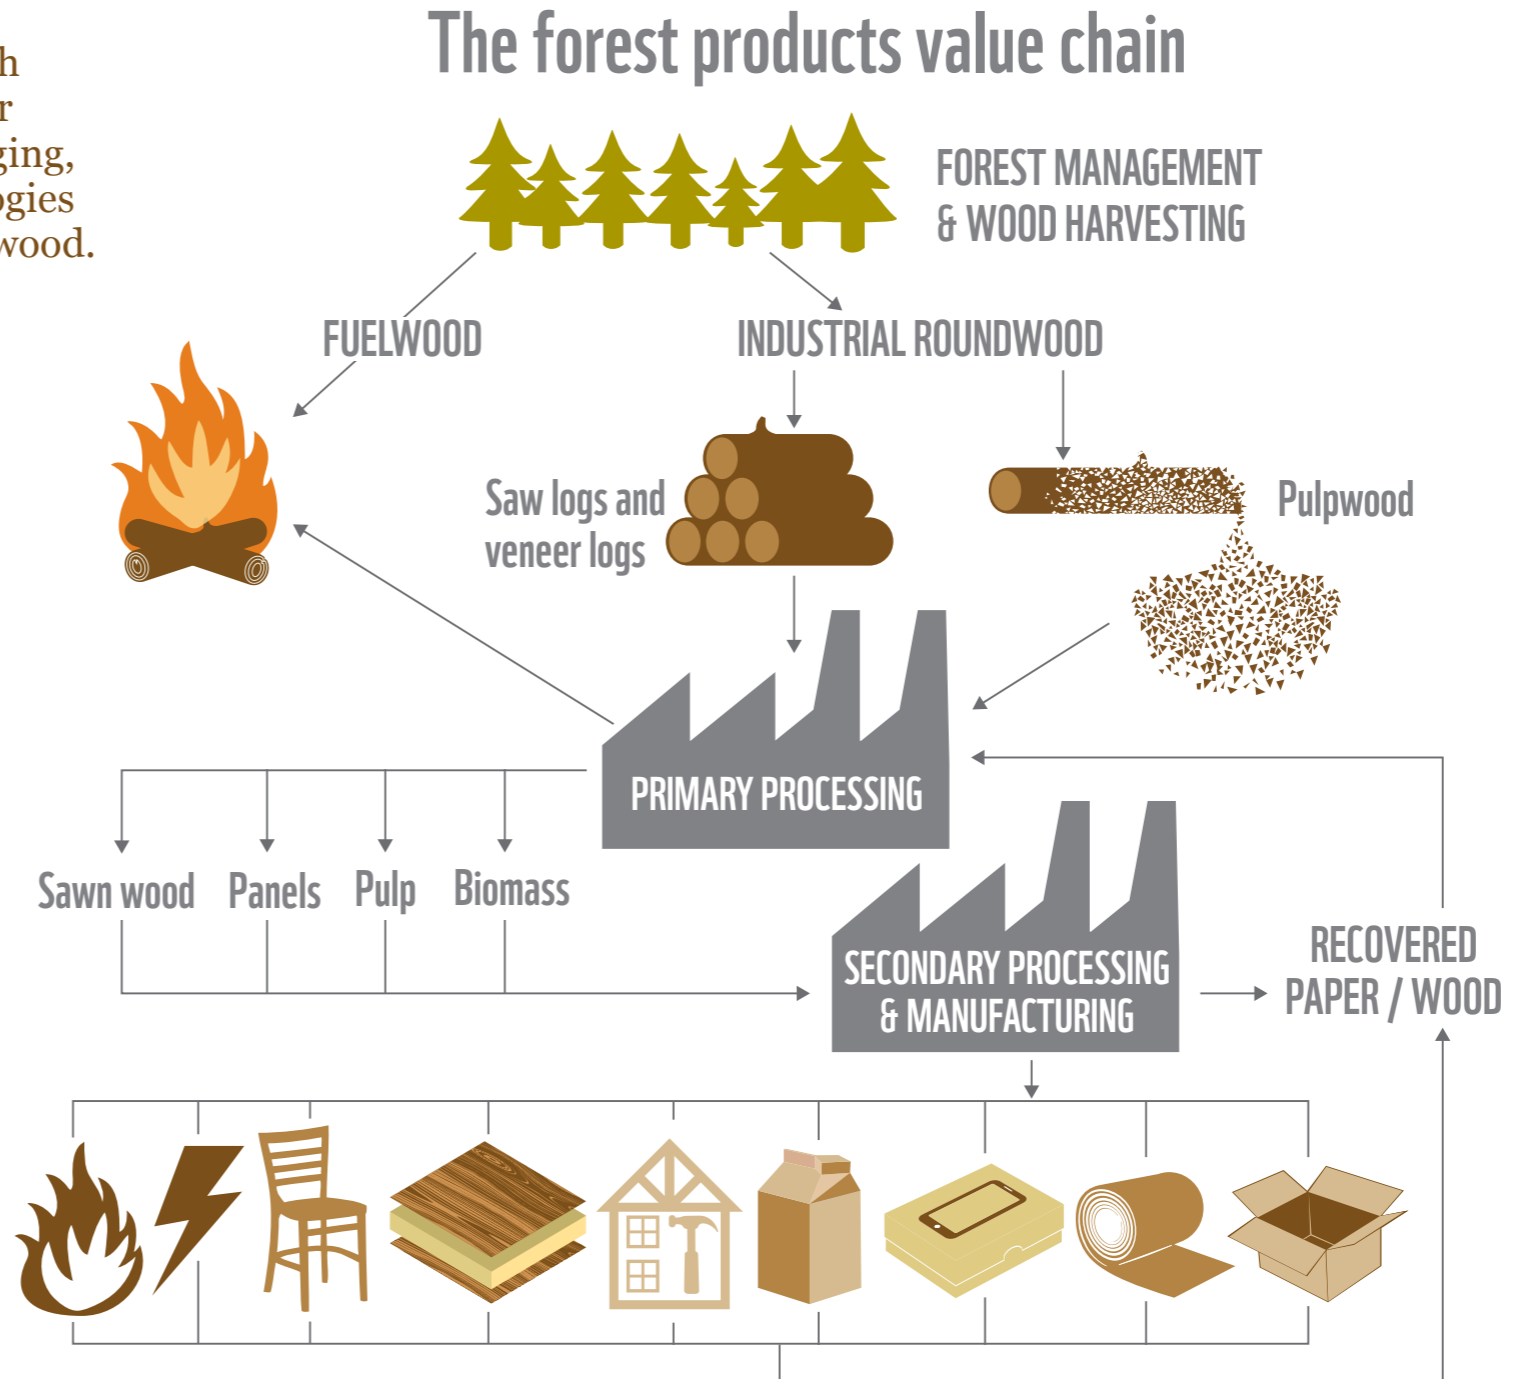 The forest products value chain
wood.
FOREST MANAGEMENT
& WOOD HARVESTING
FUELWOOD
INDUSTRIAL ROUNDWOOD
Saw logs and
veneer logs
Pulpwood
PRIMARY PROCESSING
Sawn wood
Panels
Pulp
Biomass
SECONDARY PROCESSING
& MANUFACTURING
RECOVERED
PAPER / WOOD